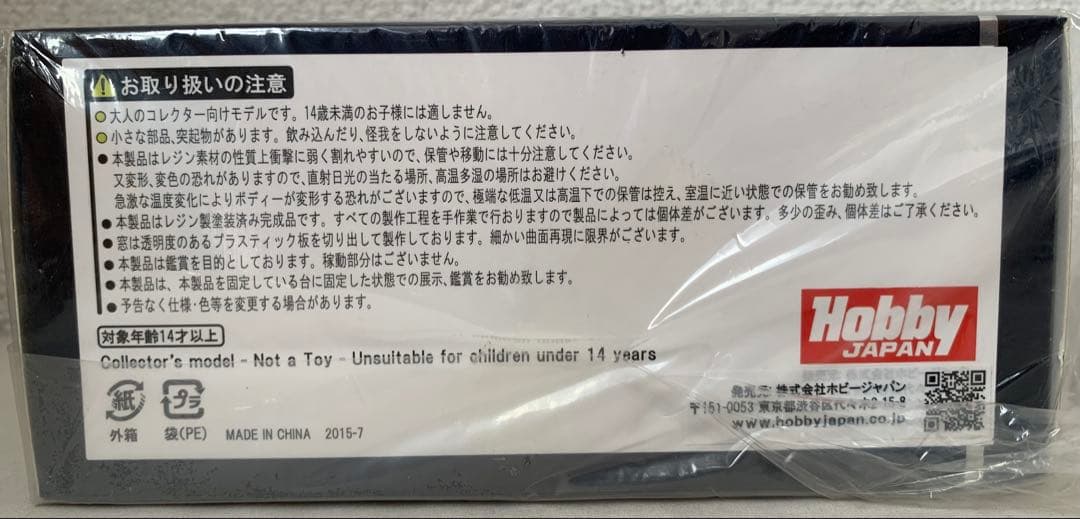 お取り扱いの注意
●大人のコレクター向けモデルです。14歳未満のお子様には適しません。
●小さな部品、突起物があります。飲み込んだり、怪我をしないように注意してください。
●本製品はレジン素材の性質上衝撃に弱く割れやすいので、保管や移動には十分注意してください。
又変形、変色の恐れがありますので、直射日光の当たる場所、高温多湿の場所はお避けください。
急激な温度変化によりボディーが変形する恐れがございますので、極端な低温又は高温下での保管は控え、室温に近い状態での保管をお勧め致します。
●本製品はレジン製塗装済み完成品です。すべての製作工程を手作業で行おりますので製品によっては個体差がございます。多少の歪み、個体差はご了承ください。
●窓は透明度のあるプラスティック板を切り出して製作しております。細かい曲面再現に限界がございます。
●本製品は鑑賞を目的としております。稼動部分はございません。
●本製品は、本製品を固定している台に固定した状態での展示、鑑賞をお勧め致します。
●予告なく仕様・色等を変更する場合があります。
対象年齢14才以上
Collector's model - Not a Toy - Unsuitable for children under 14 years
紙 プラ
外箱 袋(PE) MADE IN CHINA 2015-7
Hobby
JAPAN
発売元:株式会社ホビージャパン
〒151-0053 東京都渋谷区代々木2-15-8
www.hobbyjapan.co.jp